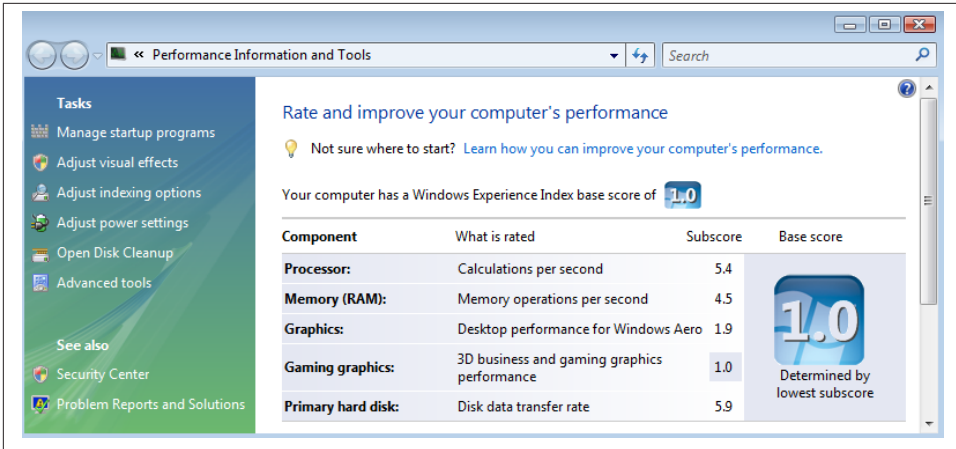 « Performance Information and Tools
Search
Tasks
Manage startup programs
Adjust visual effects
Adjust indexing options
Adjust power settings
Open Disk Cleanup
Advanced tools
See also
Security Center
Problem Reports and Solutions
Rate and improve your computer's performance
Not sure where to start? Learn how you can improve your computer's performance.
Your computer has a Windows Experience Index base score of 1.0
Component What is rated Subscore Base score
Processor: Calculations per second 5.4
Memory (RAM): Memory operations per second 4.5
Graphics: Desktop performance for Windows Aero 1.9
Gaming graphics: 3D business and gaming graphics
performance 1.0
Primary hard disk: Disk data transfer rate 5.9
1.0
Determined by
lowest subscore